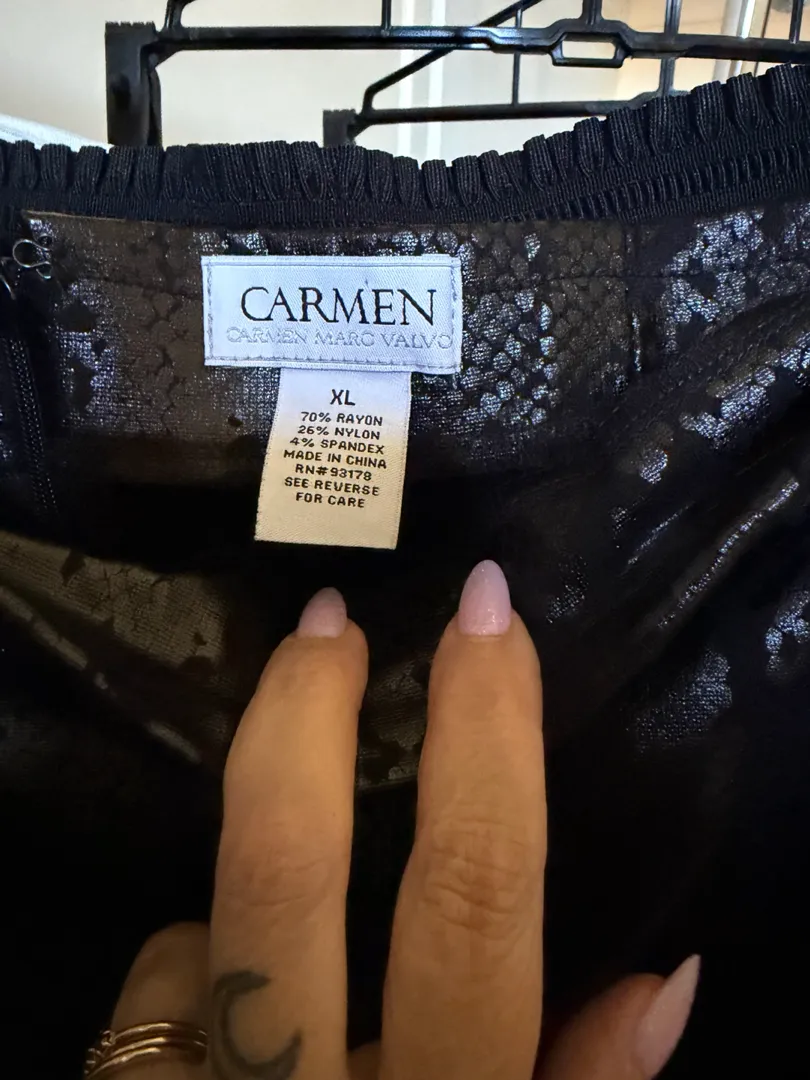 CARMEN
CARMEN MARC VALVO
XL
70% RAYON
26% NYLON
4% SPANDEX
MADE IN CHINA
RN#93178
SEE REVERSE
FOR CARE